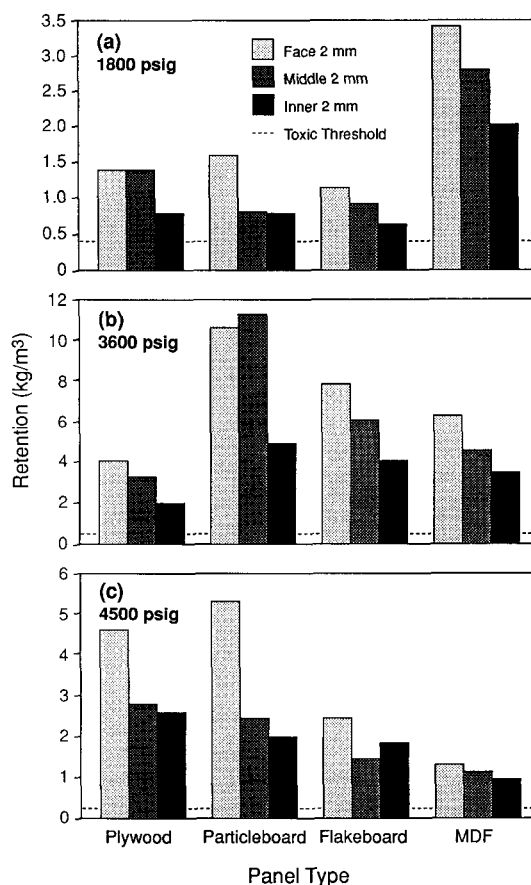 (a)
1800 psig
Face 2 mm
Middle 2 mm
Inner 2 mm
Toxic Threshold
3.5
3.0
2.5
2.0
1.5
1.0
0.5
0
(b)
3600 psig
12
10
8
6
4
2
0
Retention (kg/m³)
(c)
4500 psig
6
5
4
3
2
1
0
Plywood Particleboard Flakeboard MDF
Panel Type